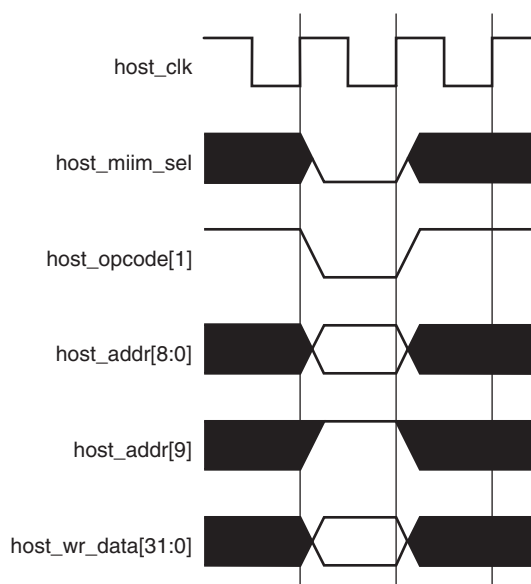 host_clk
host_miim_sel
host_opcode[1]
host_addr[8:0]
host_addr[9]
host_wr_data[31:0]